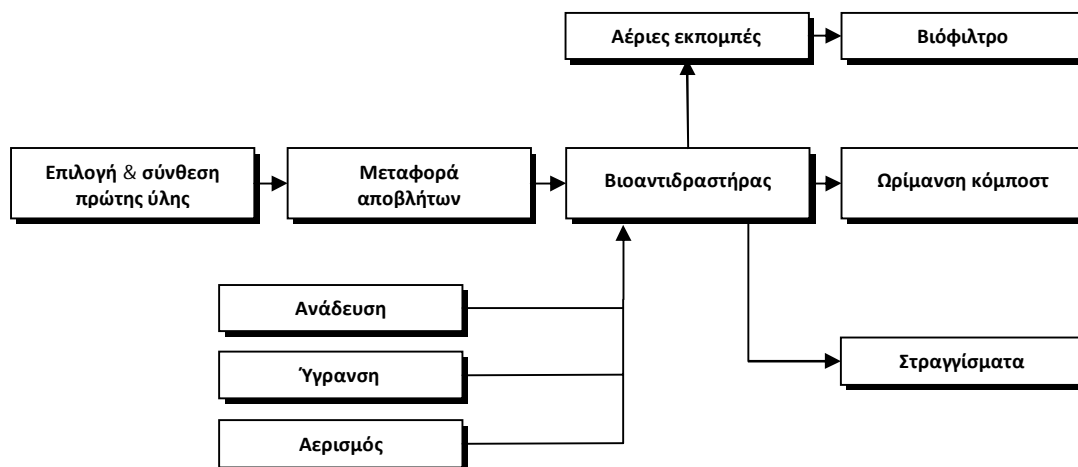 Αέριες εκπομπές
Βιόφιλτρο
Επιλογή & σύνθεση
πρώτης ύλης
Μεταφορά
αποβλήτων
Βιοαντιδραστήρας
Ωρίμανση κόμποστ
Ανάδευση
Ύγρανση
Αερισμός
Στραγγίσματα